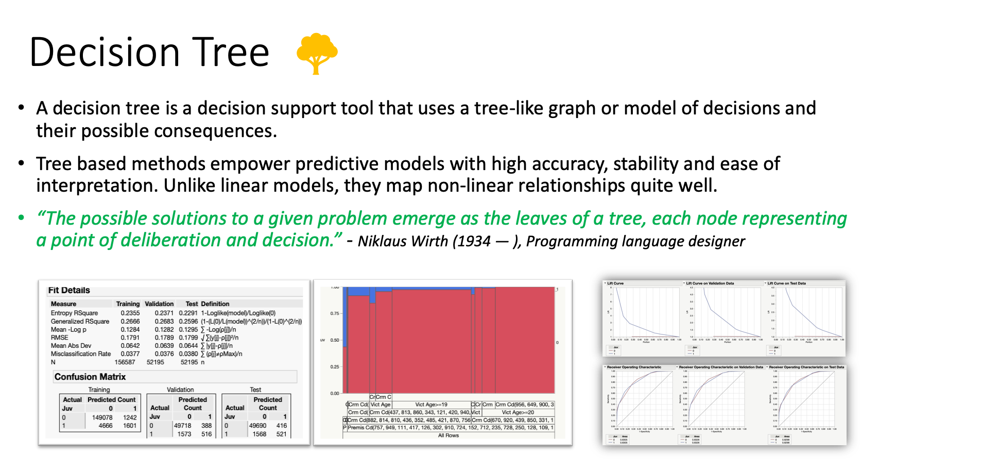 Decision Tree
• A decision tree is a decision support tool that uses a tree-like graph or model of decisions and
their possible consequences.
• Tree based methods empower predictive models with high accuracy, stability and ease of
interpretation. Unlike linear models, they map non-linear relationships quite well.
• “The possible solutions to a given problem emerge as the leaves of a tree, each node representing
a point of deliberation and decision.” - Niklaus Wirth (1934 — ), Programming language designer
Fit Details
Measure Training Validation Test Definition
Entropy RSquare 0.2355 0.2371 0.2291 1-Loglike(model)/Loglike(0)
Generalized RSquare 0.2666 0.2683 0.2596 (1-(L(0)/L(model))^(2/n))/(1-L(0)^(2/n))
Mean -Log p 0.1284 0.1282 0.1295 ∑ -Log(ρ[j])/n
RMSE 0.1791 0.1789 0.1799 √ ∑(y[j]-ρ[j])²/n
Mean Abs Dev 0.0642 0.0639 0.0644 ∑ |y[j]-ρ[j]|/n
Misclassification Rate 0.0377 0.0376 0.0380 ∑ (ρ[j]≠ρMax)/n
N 156587 52195 52195 n
Confusion Matrix
Training
Actual Predicted Count
Juv 0 1
0 149078 1242
1 4666 1601
Validation
Predicted
Actual Count
Juv 0 1
0 49718 388
1 1573 516
Test
Predicted
Actual Count
Juv 0 1
0 49690 416
1 1568 521
1.00
0.75
0.50
0.25
0.00
uv
1
0
Cr Crm C
Crm Cd( Vict Age Vict Age>=19 C Cr Crm Crm Cd(956, 649, 900, 3
Crm Cd( Crm Cd(437, 813, 860, 343, 121, 420, 940, Vict Vict Age>=20
Crm Cd(882, 814, 810, 436, 352, 485, 421, 870, 756 Crm Cd(670, 920, 439, 850, 331, 1
P Premis Cd(757, 949, 111, 417, 126, 302, 910, 724, 152, 712, 235, 728, 250, 128, 109, 1
All Rows
Lift Curve
Lift Curve on Validation Data
Lift Curve on Test Data
Receiver Operating Characteristic
Receiver Operating Characteristic on Validation Data
Receiver Operating Characteristic on Test Data